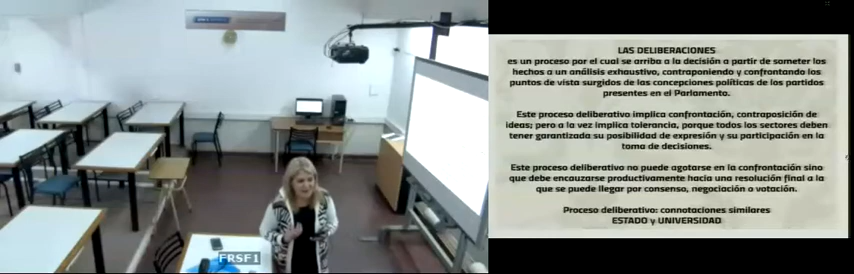 LAS DELIBERACIONES
es un proceso por el cual se arriba a la decisión a partir de someter los
hechos a un análisis exhaustivo, contraponiendo y confrontando los
puntos de vista surgidos de las concepciones políticas de los partidos
presentes en el Parlamento.
Este proceso deliberativo implica confrontación, contraposición de
ideas; pero a la vez implica tolerancia, porque todos los sectores deben
tener garantizada su posibilidad de expresión y su participación en la
toma de decisiones.
Este proceso deliberativo no puede agotarse en la confrontación sino
que debe encauzarse productivamente hacia una resolución final a la
que se puede llegar por consenso, negociación o votación.
Proceso deliberativo: connotaciones similares
ESTADO y UNIVERSIDAD
FRSF1